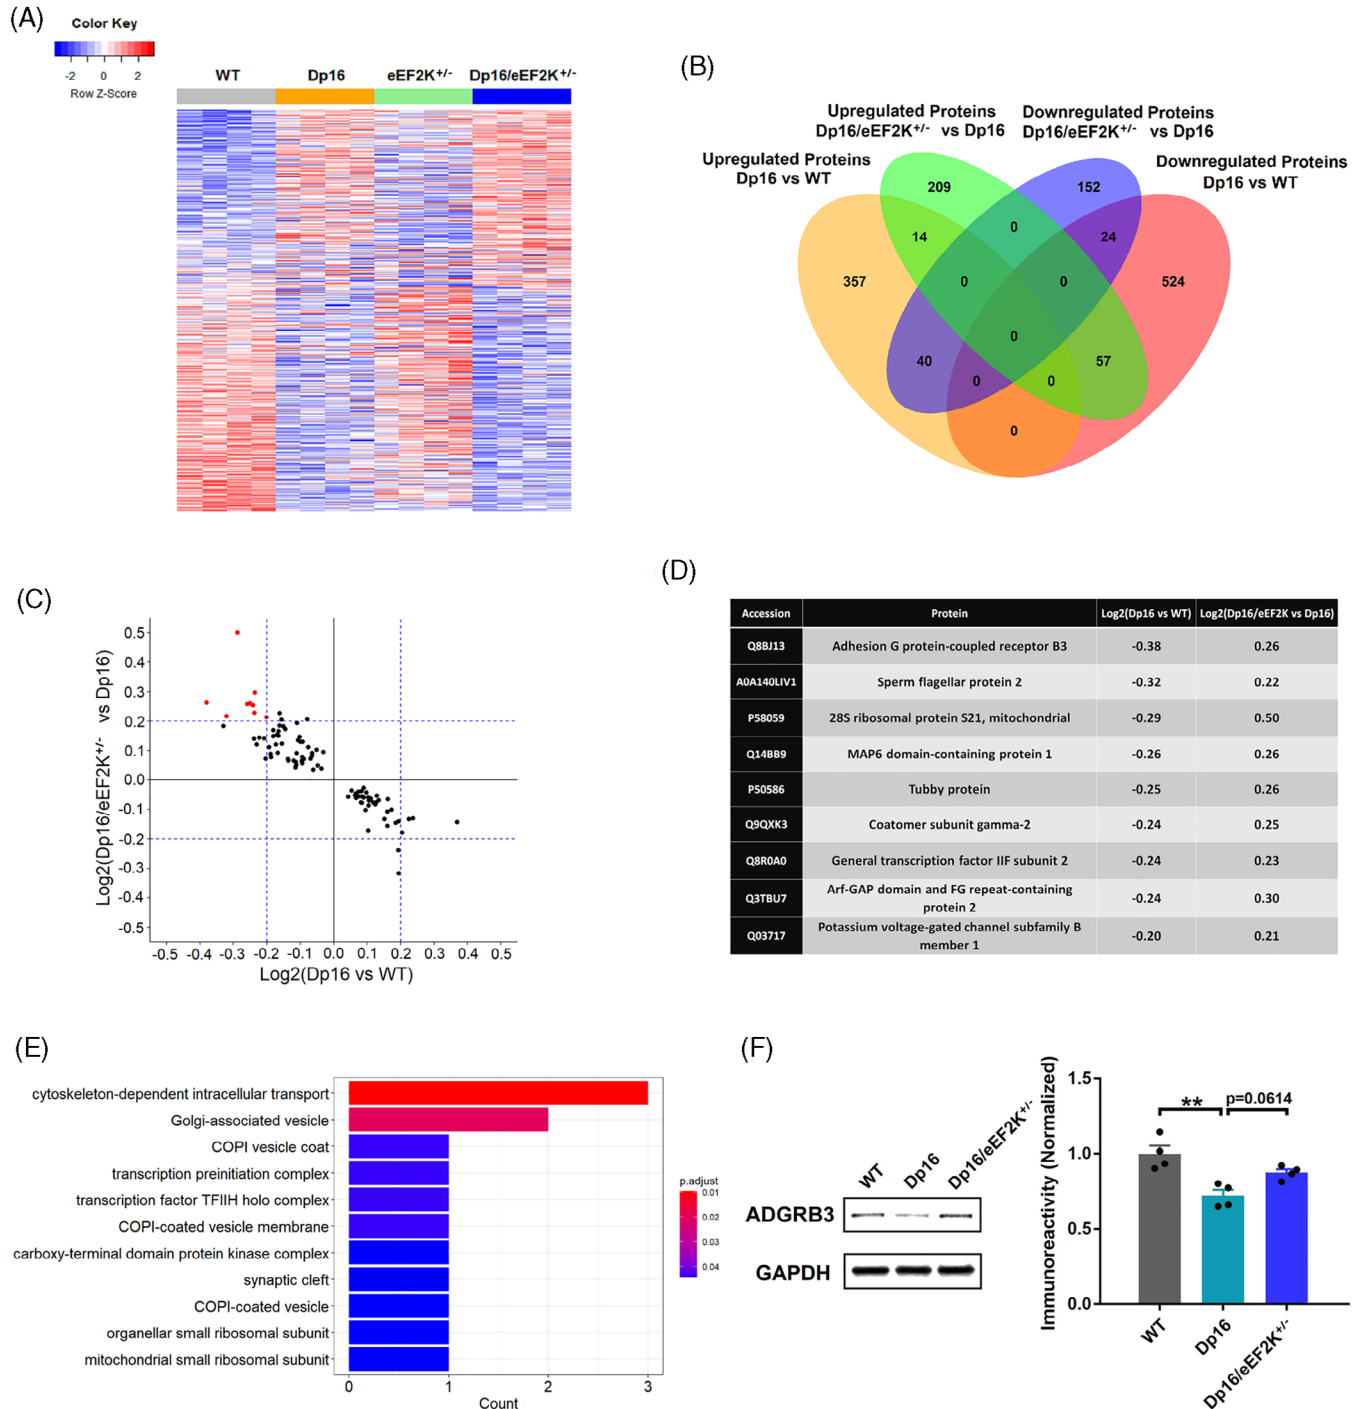 (A)
Color Key
-2 0 2
Row Z-Score
WT Dp16 eEF2K+/- Dp16/eEF2K+/-
(B)
Upregulated Proteins
Dp16/eEF2K+/- vs Dp16
Downregulated Proteins
Dp16/eEF2K+/- vs Dp16
Upregulated Proteins
Dp16 vs WT
Downregulated Proteins
Dp16 vs WT
209 152
0
14 24
357 0 0 524
0
40 57
0 0
0
(C)
Log2(Dp16/eEF2K+/- vs Dp16)
0.5
0.4
0.3
0.2
0.1
0.0
-0.1
-0.2
-0.3
-0.4
-0.5
-0.5 -0.4 -0.3 -0.2 -0.1 0.0 0.1 0.2 0.3 0.4 0.5
Log2(Dp16 vs WT)
(D)
Accession Protein Log2(Dp16 vs WT) Log2(Dp16/eEF2K vs Dp16)
Q8BJ13 Adhesion G protein-coupled receptor B3 -0.38 0.26
A0A140LIV1 Sperm flagellar protein 2 -0.32 0.22
P58059 28S ribosomal protein S21, mitochondrial -0.29 0.50
Q14BB9 MAP6 domain-containing protein 1 -0.26 0.26
P50586 Tubby protein -0.25 0.26
Q9QXK3 Coatomer subunit gamma-2 -0.24 0.25
Q8R0A0 General transcription factor IIF subunit 2 -0.24 0.23
Q3TBU7 Arf-GAP domain and FG repeat-containing
protein 2 -0.24 0.30
Q03717 Potassium voltage-gated channel subfamily B
member 1 -0.20 0.21
(E)
cytoskeleton-dependent intracellular transport
Golgi-associated vesicle
COPI vesicle coat
transcription preinitiation complex
transcription factor TFIIH holo complex
COPI-coated vesicle membrane
carboxy-terminal domain protein kinase complex
synaptic cleft
COPI-coated vesicle
organellar small ribosomal subunit
mitochondrial small ribosomal subunit
0 1 2 3
Count
p.adjust
0.01
0.02
0.03
0.04
(F)
WT Dp16 Dp16/eEF2K+/-
ADGRB3
GAPDH
Immunoreactivity (Normalized)
1.5
1.0
0.5
0.0
** p=0.0614
WT Dp16 Dp16/eEF2K+/-